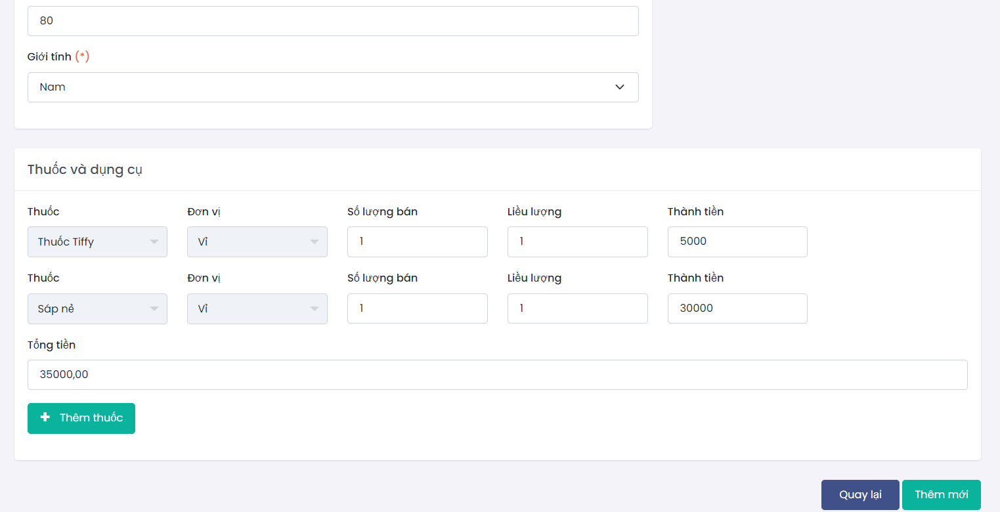 80
Giới tính (*)
Nam
Thuốc và dụng cụ
Thuốc Đơn vị Số lượng bán Liều lượng Thành tiền
Thuốc Tiffy Vỉ 1 1 5000
Thuốc Đơn vị Số lượng bán Liều lượng Thành tiền
Sáp nẻ Vỉ 1 1 30000
Tổng tiền
35000,00
Thêm thuốc
Quay lại Thêm mới